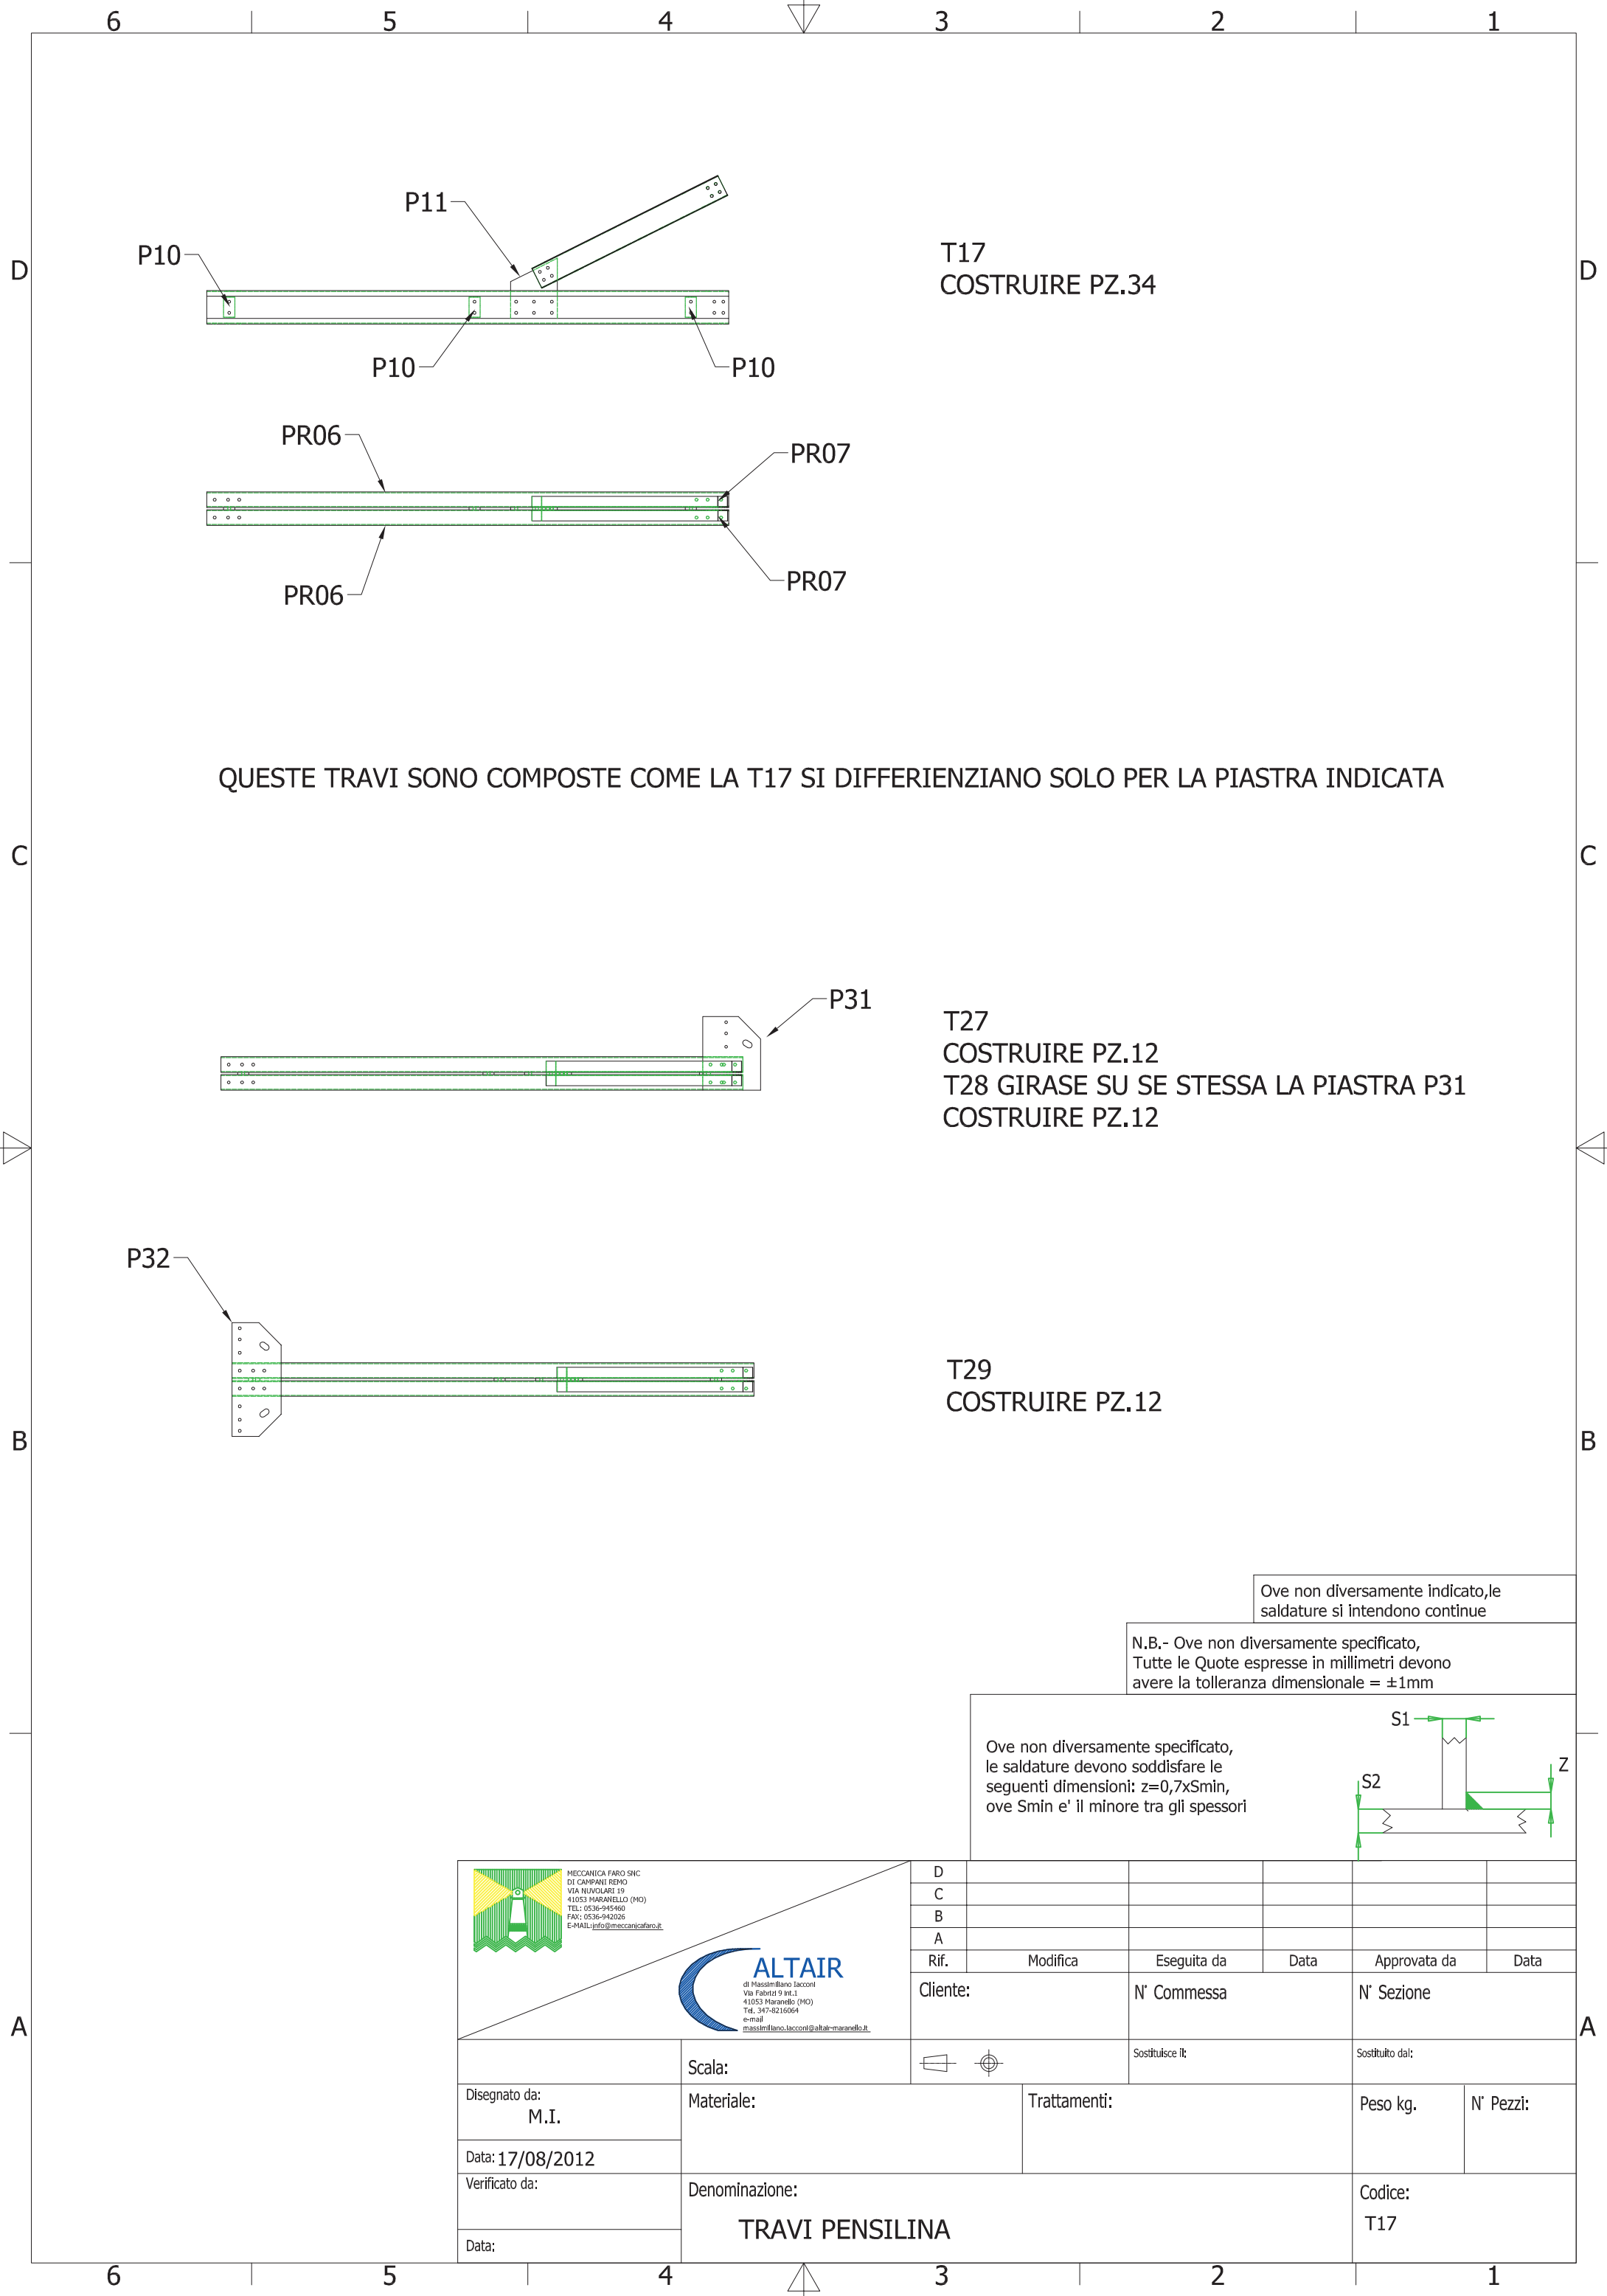 6 5 4 3 2 1
P11
P10
D
T17
D
COSTRUIRE PZ.34
P10
P10
PR06
PR07
PR06
PR07
QUESTE TRAVI SONO COMPOSTE COME LA T17 SI DIFFERIENZIANO SOLO PER LA PIASTRA INDICATA
C
C
P31
T27
COSTRUIRE PZ.12
T28 GIRASE SU SE STESSA LA PIASTRA P31
COSTRUIRE PZ.12
P32
T29
COSTRUIRE PZ.12
B
B
Ove non diversamente indicato,le
saldature si intendono continue
N.B.- Ove non diversamente specificato,
Tutte le Quote espresse in millimetri devono
avere la tolleranza dimensionale = ±1mm
Ove non diversamente specificato,
le saldature devono soddisfare le
seguenti dimensioni: z=0,7xSmin,
ove Smin e' il minore tra gli spessori
S1
S2
Z
MECCANICA FARO SNC
DI CAMPANI REMO
VIA NUVOLARI 19
41053 MARANELLO (MO)
TEL: 0536-945460
FAX: 0536-942026
E-MAIL:info@meccanicafaro.it
ALTAIR
di Massimiliano Iacconi
Via Fabrizi 9 int.1
41053 Maranello (MO)
Tel. 347-8216064
e-mail
massimiliano.iacconi@altair-maranello.it
D
C
B
A
Rif. Modifica Eseguita da Data Approvata da Data
Cliente: N° Commessa N° Sezione
A
A
Scala:
Sostituisce il:
Sostituito dal:
Disegnato da:
M.I.
Materiale:
Trattamenti:
Peso kg.
N° Pezzi:
Data: 17/08/2012
Verificato da:
Denominazione:
TRAVI PENSILINA
Codice:
T17
Data:
6 5 4 3 2 1